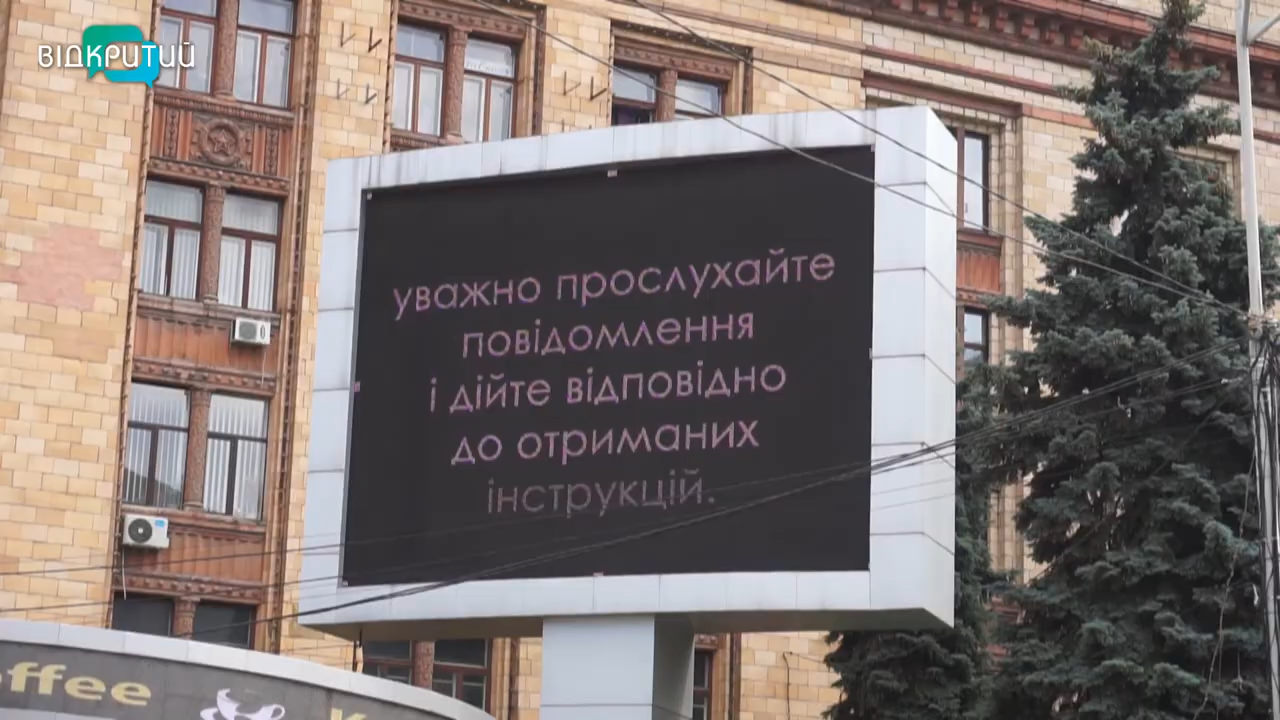 ВІДКРИТИЙ
уважно прослухайте
повідомлення
і дійте відповідно
до отриманих
інструкцій.
offee